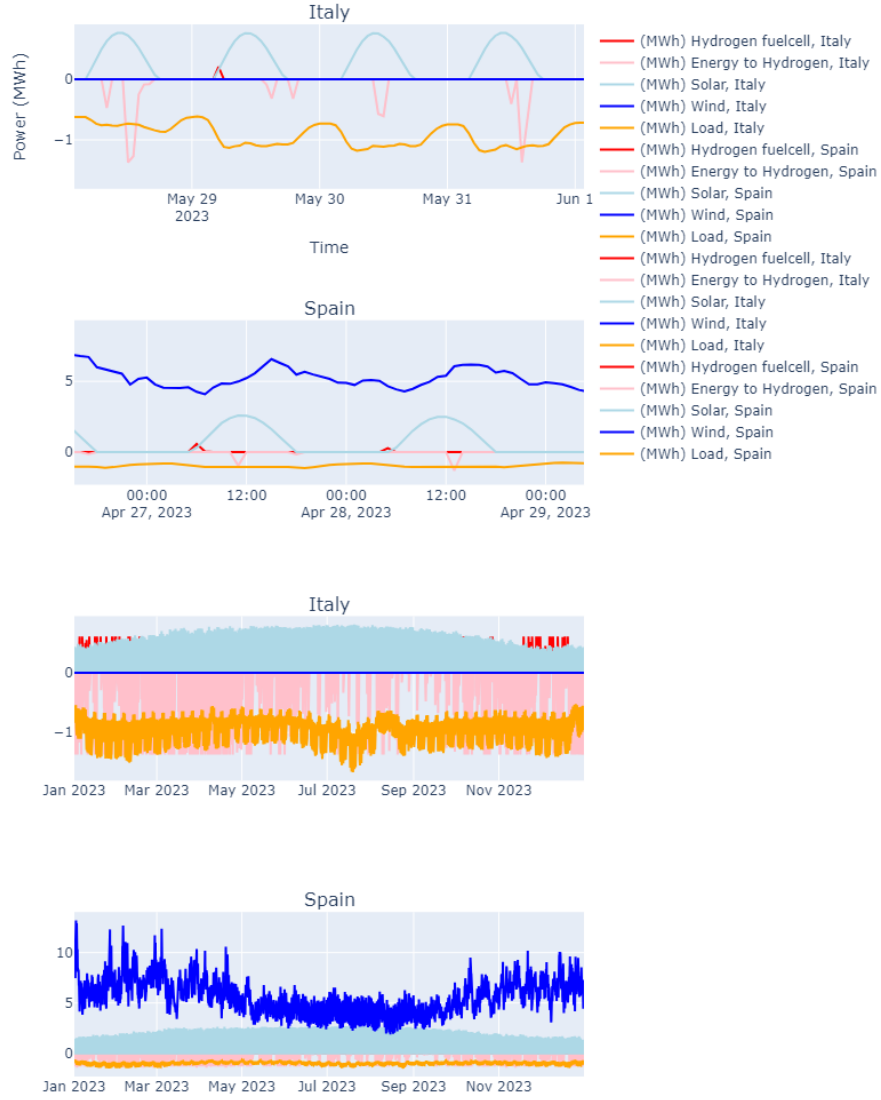 Italy
0
−1
Power (MWh)
May 29
2023
May 30
May 31
Jun 1
Time
(MWh) Hydrogen fuelcell, Italy
(MWh) Energy to Hydrogen, Italy
(MWh) Solar, Italy
(MWh) Wind, Italy
(MWh) Load, Italy
(MWh) Hydrogen fuelcell, Spain
(MWh) Energy to Hydrogen, Spain
(MWh) Solar, Spain
(MWh) Wind, Spain
(MWh) Load, Spain
(MWh) Hydrogen fuelcell, Italy
(MWh) Energy to Hydrogen, Italy
(MWh) Solar, Italy
(MWh) Wind, Italy
(MWh) Load, Italy
(MWh) Hydrogen fuelcell, Spain
(MWh) Energy to Hydrogen, Spain
(MWh) Solar, Spain
(MWh) Wind, Spain
(MWh) Load, Spain
Spain
5
0
00:00
Apr 27, 2023
12:00
00:00
Apr 28, 2023
12:00
00:00
Apr 29, 2023
Italy
0
−1
Jan 2023
Mar 2023
May 2023
Jul 2023
Sep 2023
Nov 2023
Spain
10
5
0
Jan 2023
Mar 2023
May 2023
Jul 2023
Sep 2023
Nov 2023